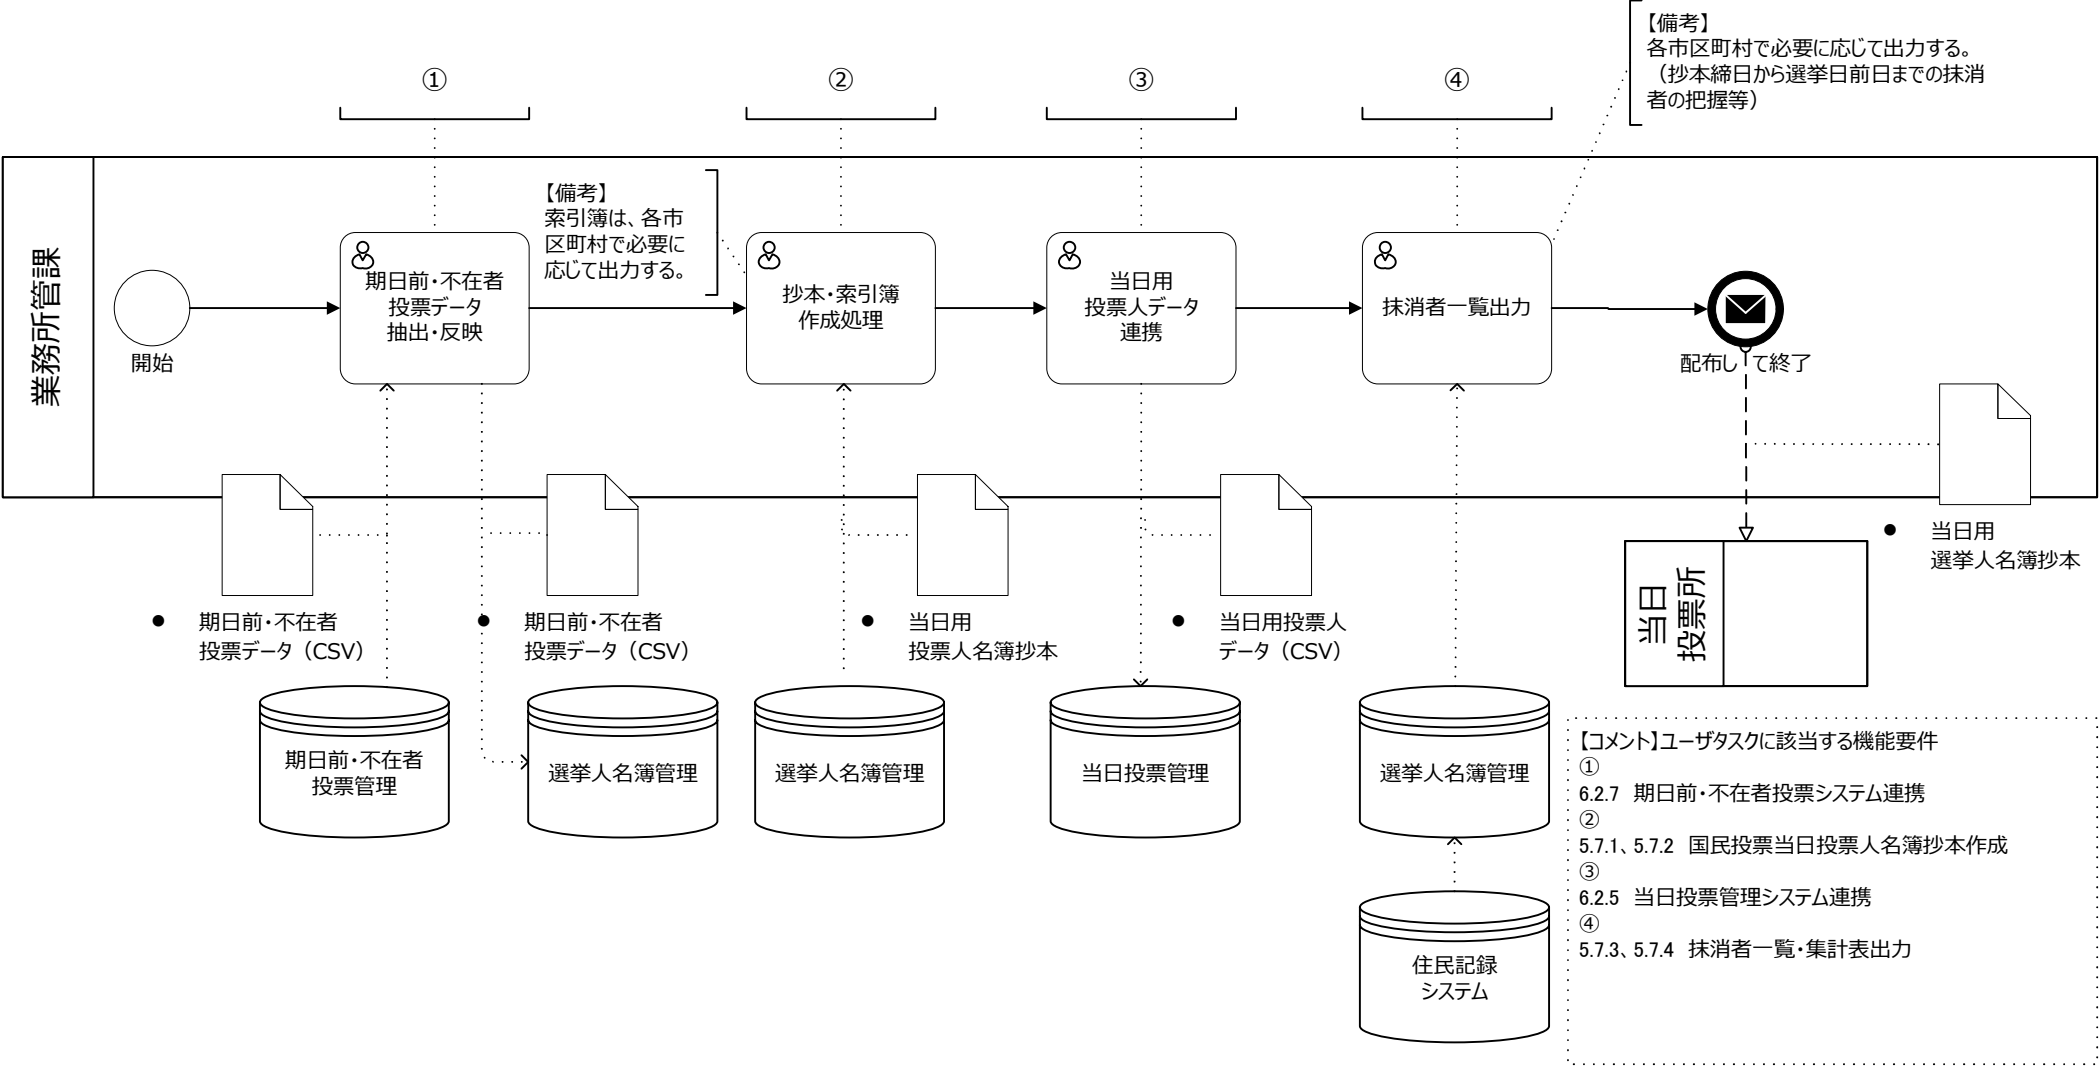 ①
②
③
④
【備考】
各市区町村で必要に応じて出力する。
（抄本締日から選挙日前日までの抹消
者の把握等）
業務所管課
開始
期日前・不在者
投票データ
抽出・反映
【備考】
索引簿は、各市
区町村で必要に
応じて出力する。
抄本・索引簿
作成処理
当日用
投票人データ
連携
抹消者一覧出力
配布して終了
● 期日前・不在者
投票データ（CSV）
● 期日前・不在者
投票データ（CSV）
● 当日用
投票人名簿抄本
● 当日用投票人
データ（CSV）
● 当日用
選挙人名簿抄本
当日
投票所
期日前・不在者
投票管理
選挙人名簿管理
選挙人名簿管理
当日投票管理
選挙人名簿管理
住民記録
システム
【コメント】ユーザタスクに該当する機能要件
①
6.2.7 期日前・不在者投票システム連携
②
5.7.1、5.7.2 国民投票当日投票人名簿抄本作成
③
6.2.5 当日投票管理システム連携
④
5.7.3、5.7.4 抹消者一覧・集計表出力